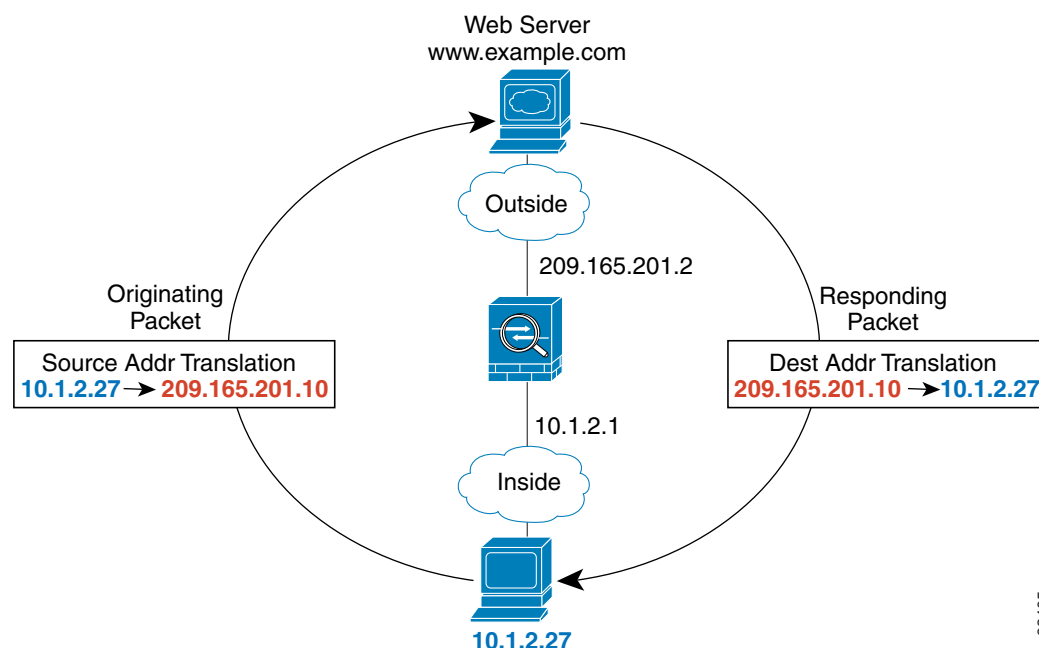 Web Server
www.example.com
Outside
209.165.201.2
Originating
Packet
Source Addr Translation
10.1.2.27 209.165.201.10
Responding
Packet
Dest Addr Translation
209.165.201.10 10.1.2.27
10.1.2.1
Inside
10.1.2.27